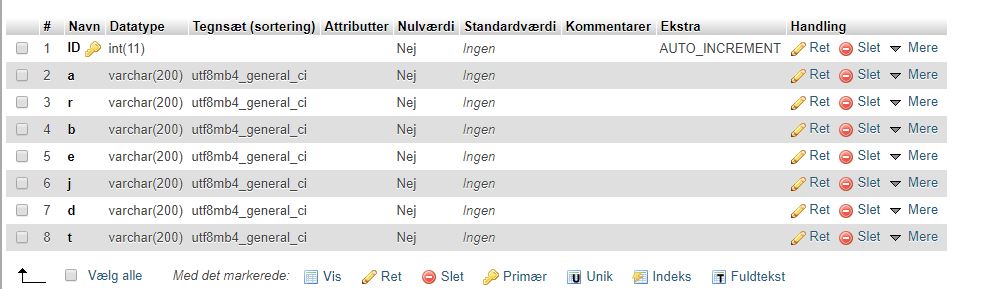 # Navn Datatype Tegnsæt (sortering) Attributter Nulværdi Standardværdi Kommentarer Ekstra Handling
1 ID int(11) Nej Ingen AUTO_INCREMENT Ret Slet Mere
2 a varchar(200) utf8mb4_general_ci Nej Ingen Ret Slet Mere
3 r varchar(200) utf8mb4_general_ci Nej Ingen Ret Slet Mere
4 b varchar(200) utf8mb4_general_ci Nej Ingen Ret Slet Mere
5 e varchar(200) utf8mb4_general_ci Nej Ingen Ret Slet Mere
6 j varchar(200) utf8mb4_general_ci Nej Ingen Ret Slet Mere
7 d varchar(200) utf8mb4_general_ci Nej Ingen Ret Slet Mere
8 t varchar(200) utf8mb4_general_ci Nej Ingen Ret Slet Mere
Vælg alle Med det markerede: Vis Ret Slet Primær U Unik Indeks T Fuldtekst